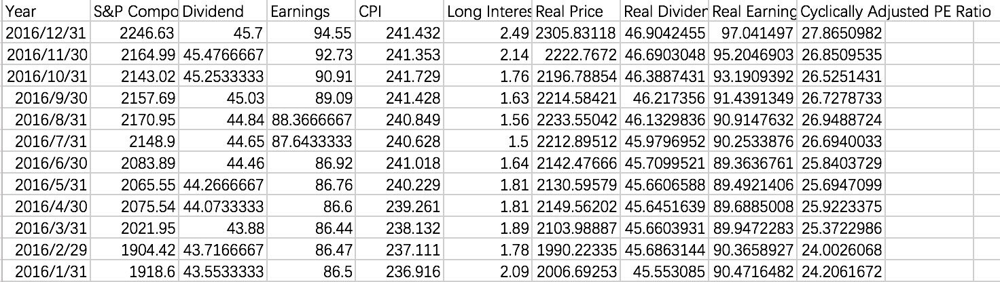 Year S&P Compo Dividend Earnings CPI Long Interes Real Price Real Dividen Real Earning Cyclically Adjusted PE Ratio
2016/12/31 2246.63 45.7 94.55 241.432 2.49 2305.83118 46.9042455 97.041497 27.8650982
2016/11/30 2164.99 45.4766667 92.73 241.353 2.14 2222.7672 46.6903048 95.2046903 26.8509535
2016/10/31 2143.02 45.2533333 90.91 241.729 1.76 2196.78854 46.3887431 93.1909392 26.5251431
2016/9/30 2157.69 45.03 89.09 241.428 1.63 2214.58421 46.217356 91.4391349 26.7278733
2016/8/31 2170.95 44.84 88.3666667 240.849 1.56 2233.55042 46.1329836 90.9147632 26.9488724
2016/7/31 2148.9 44.65 87.6433333 240.628 1.5 2212.89512 45.9796952 90.2533876 26.6940033
2016/6/30 2083.89 44.46 86.92 241.018 1.64 2142.47666 45.7099521 89.3636761 25.8403729
2016/5/31 2065.55 44.2666667 86.76 240.229 1.81 2130.59579 45.6606588 89.4921406 25.6947099
2016/4/30 2075.54 44.0733333 86.6 239.261 1.81 2149.56202 45.6451639 89.6885008 25.9223375
2016/3/31 2021.95 43.88 86.44 238.132 1.89 2103.98887 45.6603931 89.9472283 25.3722986
2016/2/29 1904.42 43.7166667 86.47 237.111 1.78 1990.22335 45.6863144 90.3658927 24.0026068
2016/1/31 1918.6 43.5533333 86.5 236.916 2.09 2006.69253 45.553085 90.4716482 24.2061672